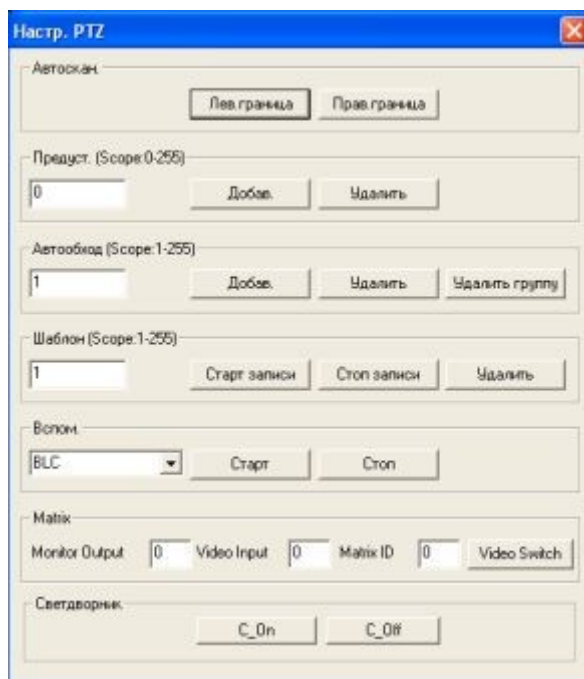 Настр. PTZ
Автоскан.
Лев.граница Прав.граница
Предуст. (Scope:0-255)
0 Добав. Удалить
Автообход (Scope:1-255)
1 Добав. Удалить Удалить группу
Шаблон (Scope:1-255)
1 Старт записи Стоп записи Удалить
Вспом.
BLC Старт Стоп
Matrix
Monitor Output 0 Video Input 0 Matrix ID 0 Video Switch
Светдворник.
C_On C_Off